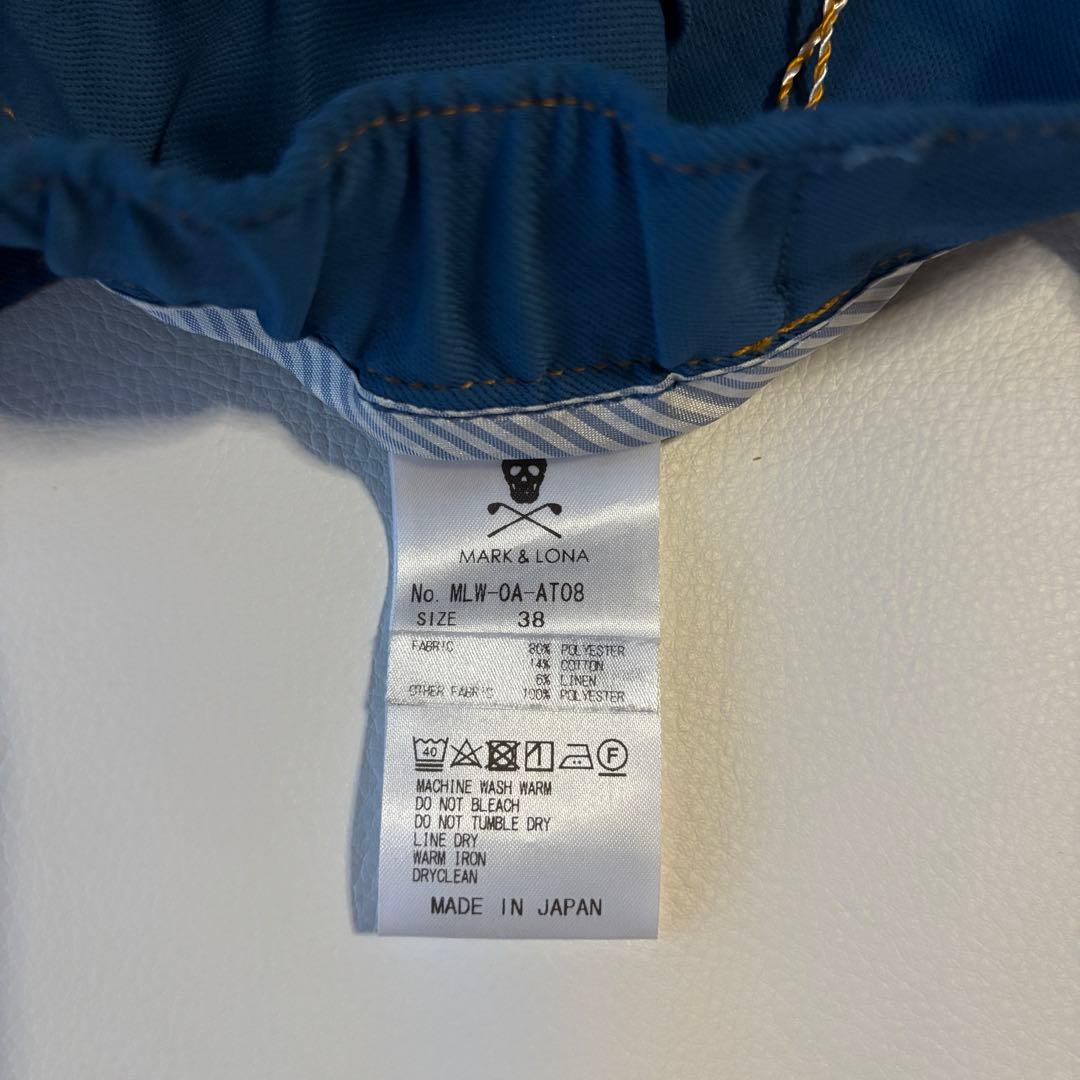 MARK & LONA
No. MLW-OA-AT08
SIZE 38
FABRIC 80% POLYESTER
14% COTTON
6% LINEN
OTHER FABRIC 100% POLYESTER
40 F
MACHINE WASH WARM
DO NOT BLEACH
DO NOT TUMBLE DRY
LINE DRY
WARM IRON
DRYCLEAN
MADE IN JAPAN